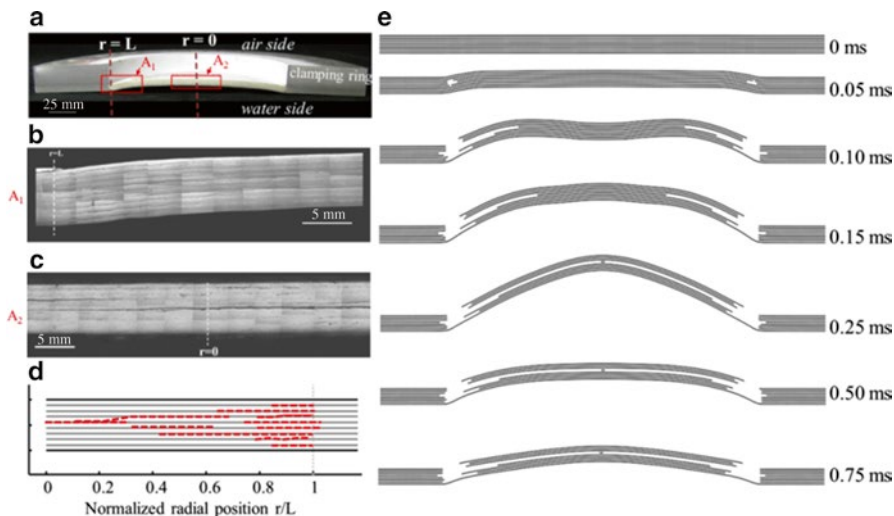 a
r = L
r = 0
air side
A1
A2
clamping ring
25 mm
water side
b
r=L
A1
5 mm
c
A2
5 mm
r=0
d
0 0.2 0.4 0.6 0.8 1
Normalized radial position r/L
e
0 ms
0.05 ms
0.10 ms
0.15 ms
0.25 ms
0.50 ms
0.75 ms